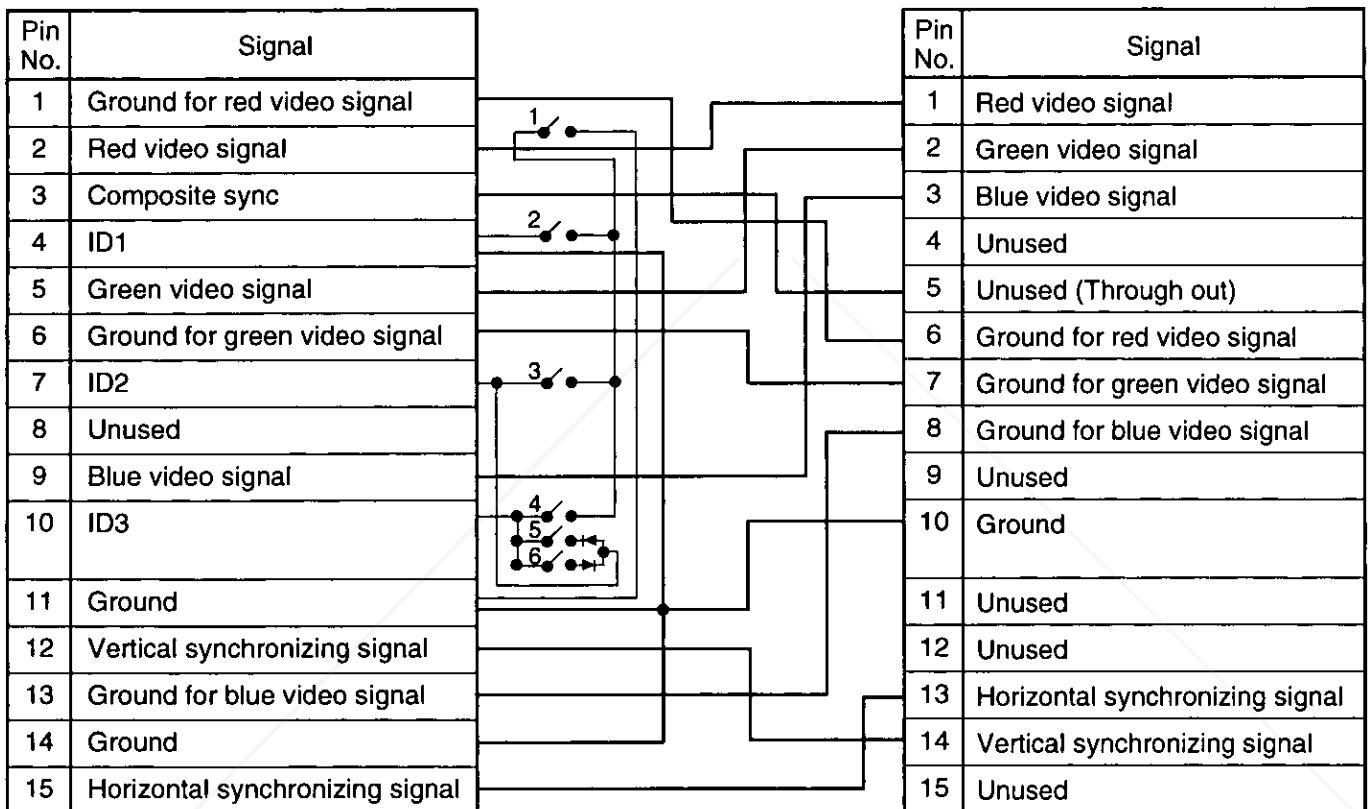 Pin No. Signal
1 Ground for red video signal
2 Red video signal
3 Composite sync
4 ID1
5 Green video signal
6 Ground for green video signal
7 ID2
8 Unused
9 Blue video signal
10 ID3
11 Ground
12 Vertical synchronizing signal
13 Ground for blue video signal
14 Ground
15 Horizontal synchronizing signal
1
2
3
4
5
6
Pin No. Signal
1 Red video signal
2 Green video signal
3 Blue video signal
4 Unused
5 Unused (Through out)
6 Ground for red video signal
7 Ground for green video signal
8 Ground for blue video signal
9 Unused
10 Ground
11 Unused
12 Unused
13 Horizontal synchronizing signal
14 Vertical synchronizing signal
15 Unused